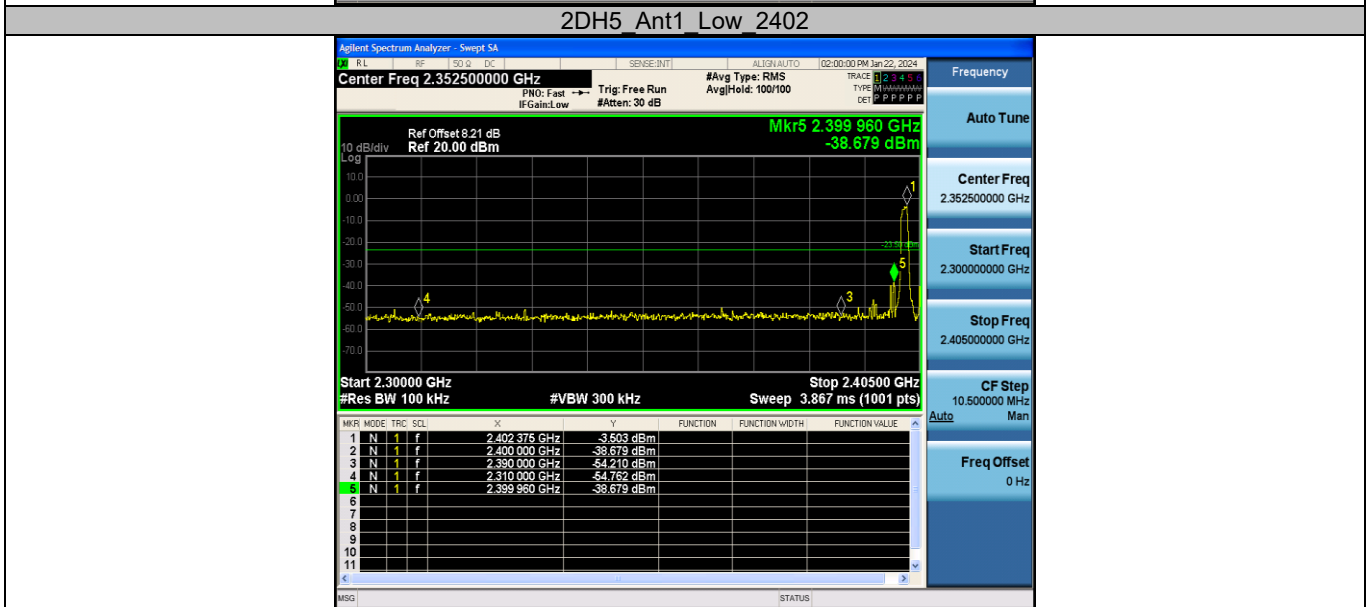 2DH5_Ant1_Low_2402
Agilent Spectrum Analyzer - Swept SA
RL RF 50 Ω DC SENSE:INT ALIGN AUTO 02:00:00 PM Jan 22, 2024
Center Freq 2.352500000 GHz
PNO: Fast
IFGain:Low
Trig: Free Run
#Atten: 30 dB
#Avg Type: RMS
Avg|Hold: 100/100
TRACE 1 2 3 4 5 6
TYPE M
DET P P P P P P
Mkr5 2.399 960 GHz
-38.679 dBm
Ref Offset 8.21 dB
10 dB/div Ref 20.00 dBm
Log
10.0
0.00
-10.0
-20.0
-30.0
-40.0
-50.0
-60.0
-70.0
1
5
4
3
Start 2.30000 GHz Stop 2.40500 GHz
#Res BW 100 kHz #VBW 300 kHz Sweep 3.867 ms (1001 pts)
MKR MODE TRC SCL X Y FUNCTION FUNCTION WIDTH FUNCTION VALUE
1 N 1 f 2.402 375 GHz -3.503 dBm
2 N 1 f 2.400 000 GHz -38.679 dBm
3 N 1 f 2.390 000 GHz -54.210 dBm
4 N 1 f 2.310 000 GHz -54.762 dBm
5 N 1 f 2.399 960 GHz -38.679 dBm
6
7
8
9
10
11
MSG STATUS
Frequency
Auto Tune
Center Freq
2.352500000 GHz
Start Freq
2.300000000 GHz
Stop Freq
2.405000000 GHz
CF Step
10.500000 MHz
Auto Man
Freq Offset
0 Hz